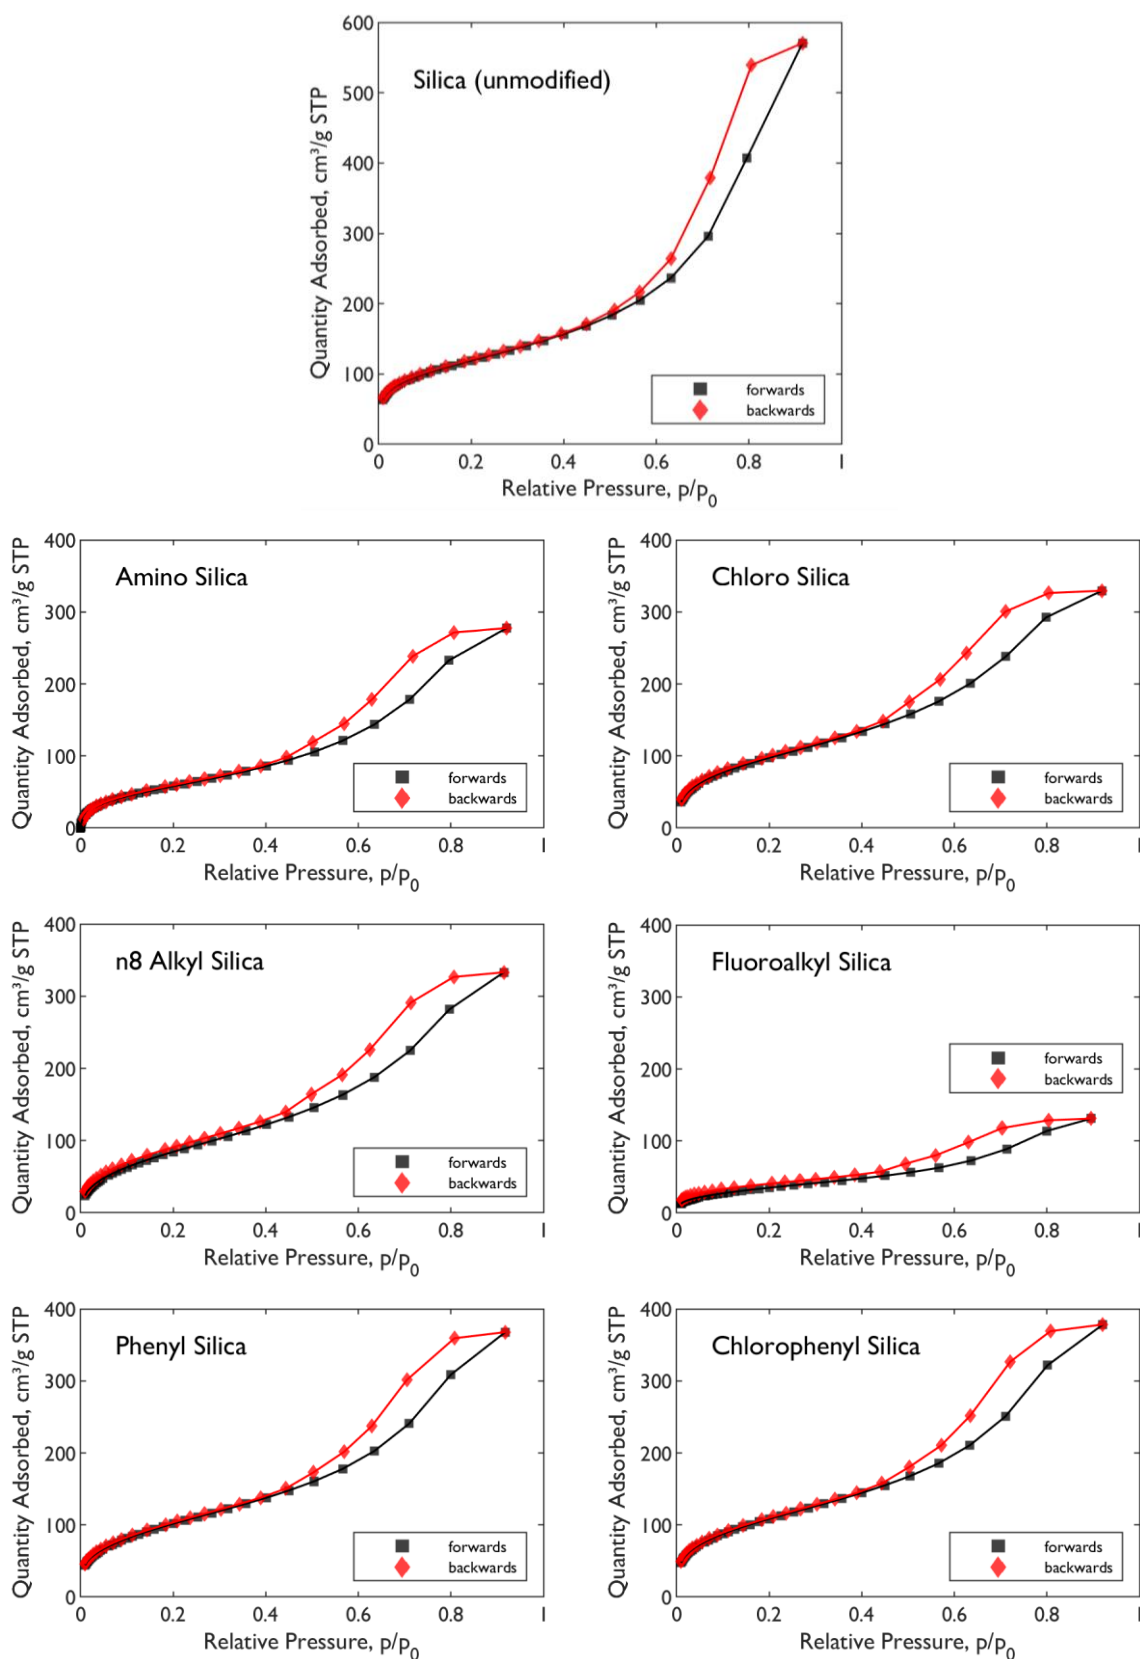 Silica (unmodified)
Quantity Adsorbed, cm³/g STP
600
500
400
300
200
100
0
forwards
backwards
0 0.2 0.4 0.6 0.8 1
Relative Pressure, p/p0
Amino Silica
Quantity Adsorbed, cm³/g STP
400
300
200
100
0
forwards
backwards
0 0.2 0.4 0.6 0.8 1
Relative Pressure, p/p0
Chloro Silica
Quantity Adsorbed, cm³/g STP
400
300
200
100
0
forwards
backwards
0 0.2 0.4 0.6 0.8 1
Relative Pressure, p/p0
n8 Alkyl Silica
Quantity Adsorbed, cm³/g STP
400
300
200
100
0
forwards
backwards
0 0.2 0.4 0.6 0.8 1
Relative Pressure, p/p0
Fluoroalkyl Silica
Quantity Adsorbed, cm³/g STP
400
300
200
100
0
forwards
backwards
0 0.2 0.4 0.6 0.8 1
Relative Pressure, p/p0
Phenyl Silica
Quantity Adsorbed, cm³/g STP
400
300
200
100
0
forwards
backwards
0 0.2 0.4 0.6 0.8 1
Relative Pressure, p/p0
Chlorophenyl Silica
Quantity Adsorbed, cm³/g STP
400
300
200
100
0
forwards
backwards
0 0.2 0.4 0.6 0.8 1
Relative Pressure, p/p0